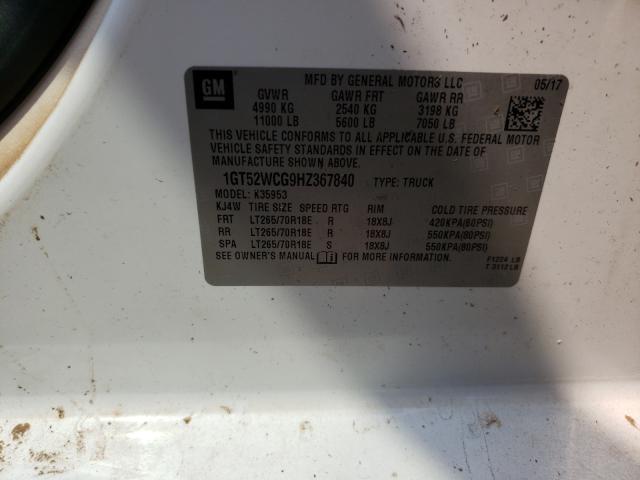 GM
MFD BY GENERAL MOTORS LLC 05/17
GVWR GAWR FRT GAWR RR
4990 KG 2540 KG 3198 KG
11000 LB 5600 LB 7050 LB
THIS VEHICLE CONFORMS TO ALL APPLICABLE U.S. FEDERAL MOTOR
VEHICLE SAFETY STANDARDS IN EFFECT ON THE DATE OF MANUFACTURE
SHOWN ABOVE.
1GT52WCG9HZ367840 TYPE: TRUCK
MODEL: K35953
KJ4W TIRE SIZE SPEED RTG RIM COLD TIRE PRESSURE
FRT LT265/70R18E R 18X8J 420KPA(60PSI)
RR LT265/70R18E R 18X8J 550KPA(80PSI)
SPA LT265/70R18E S 18X8J 550KPA(80PSI)
SEE OWNER'S MANUAL FOR MORE INFORMATION.
F1224 LB
T 3112 LB